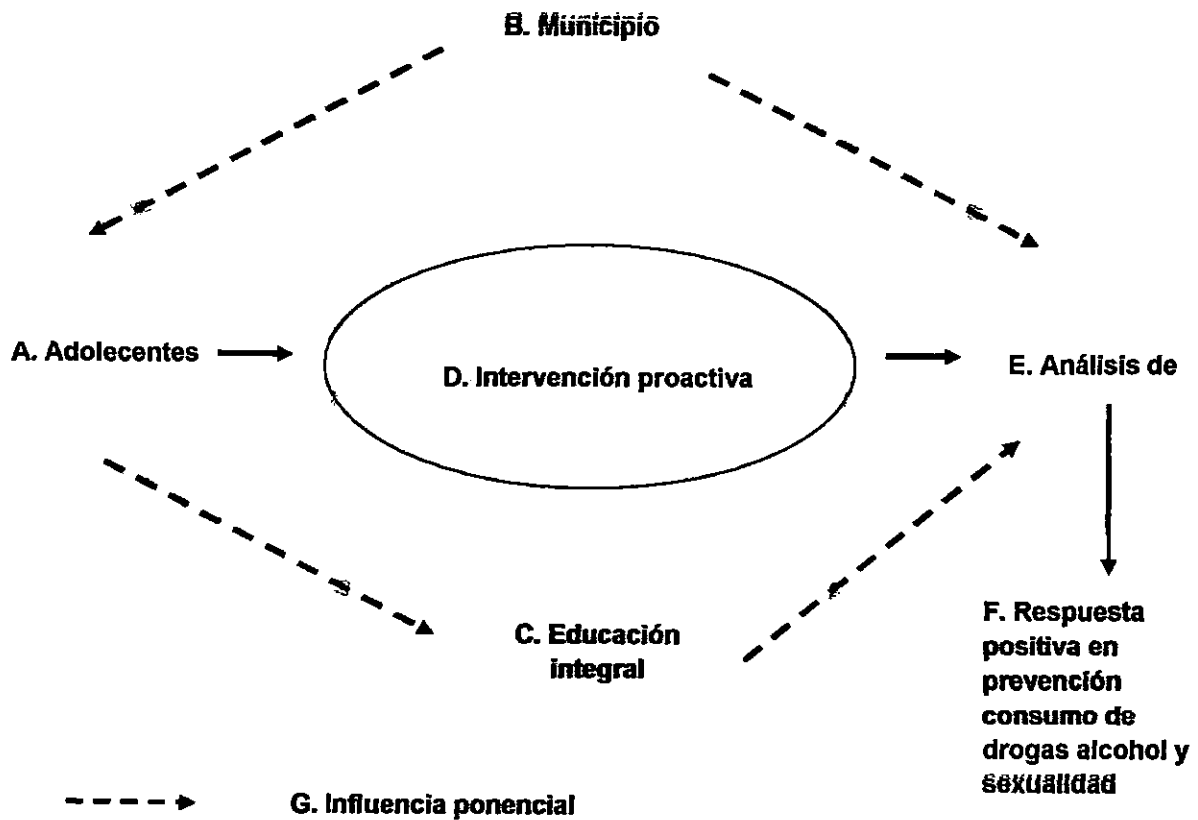 B. Municipio
A. Adolecentes
D. Intervención proactiva
E. Análisis de
C. Educación
integral
F. Respuesta
positiva en
prevención
consumo de
drogas alcohol y
sexualidad
G. Influencia ponencial